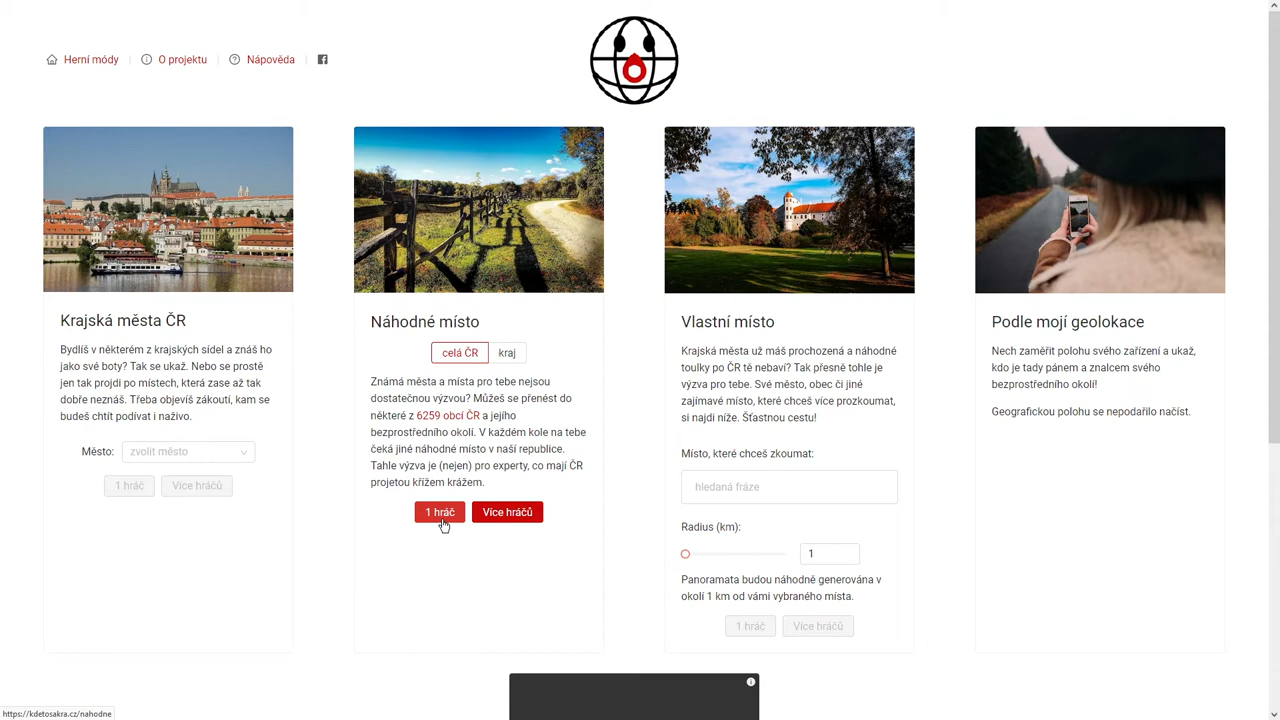 Herní módy
O projektu
Nápověda
Krajská města ČR
Bydlíš v některém z krajských sídel a znáš ho
jako své boty? Tak se ukaž. Nebo se prostě
jen tak projdi po místech, která zase až tak
dobře neznáš. Třeba objevíš zákoutí, kam se
budeš chtít podívat i naživo.
Město:
zvolit město
1 hráč
Více hráčů
Náhodné místo
celá ČR
kraj
Známá města a místa pro tebe nejsou
dostatečnou výzvou? Můžeš se přenést do
některé z 6259 obcí ČR a jejího
bezprostředního okolí. V každém kole na tebe
čeká jiné náhodné místo v naší republice.
Tahle výzva je (nejen) pro experty, co mají ČR
projetou křížem krážem.
1 hráč
Více hráčů
Vlastní místo
Krajská města už máš prochozená a náhodné
toulky po ČR tě nebaví? Tak přesně tohle je
výzva pro tebe. Své město, obec či jiné
zajímavé místo, které chceš více prozkoumat,
si najdi níže. Šťastnou cestu!
Místo, které chceš zkoumat:
hledaná fráze
Radius (km):
1
Panoramata budou náhodně generována v
okolí 1 km od vámi vybraného místa.
1 hráč
Více hráčů
Podle mojí geolokace
Nech zaměřit polohu svého zařízení a ukaž,
kdo je tady pánem a znalcem svého
bezprostředního okolí!
Geografickou polohu se nepodařilo načíst.
https://kdetosakra.cz/nahodne